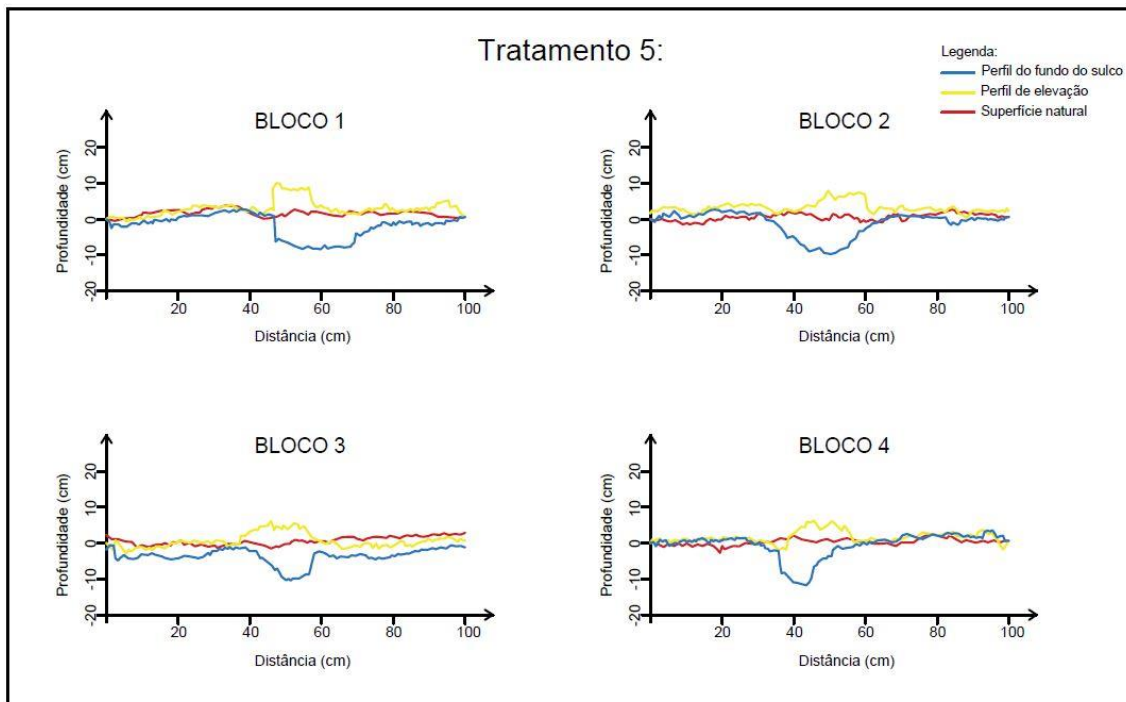 Tratamento 5:
Legenda:
Perfil do fundo do sulco
Perfil de elevação
Superfície natural
BLOCO 1
Profundidade (cm)
20
10
0
-10
-20
20
40
60
80
100
Distância (cm)
BLOCO 2
Profundidade (cm)
20
10
0
-10
-20
20
40
60
80
100
Distância (cm)
BLOCO 3
Profundidade (cm)
20
10
0
-10
-20
20
40
60
80
100
Distância (cm)
BLOCO 4
Profundidade (cm)
20
10
0
-10
-20
20
40
60
80
100
Distância (cm)